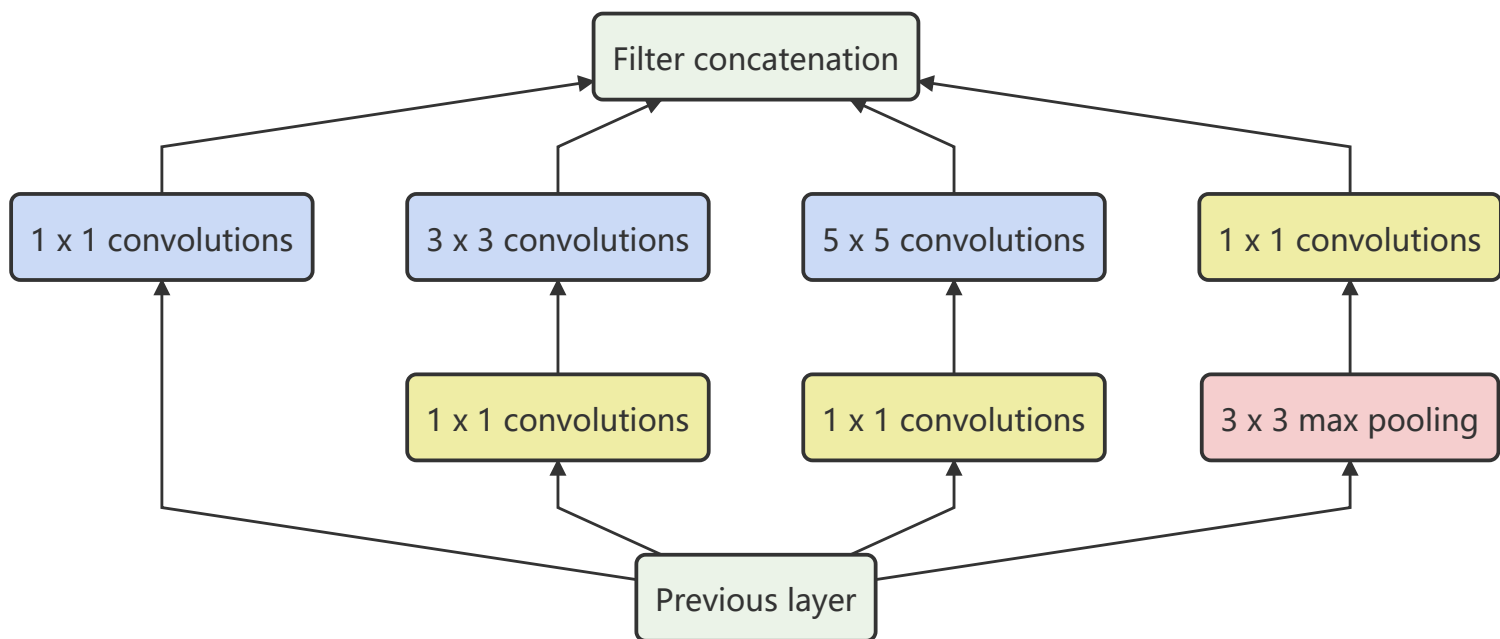 Filter concatenation
1 x 1 convolutions
3 x 3 convolutions
5 x 5 convolutions
1 x 1 convolutions
1 x 1 convolutions
1 x 1 convolutions
3 x 3 max pooling
Previous layer